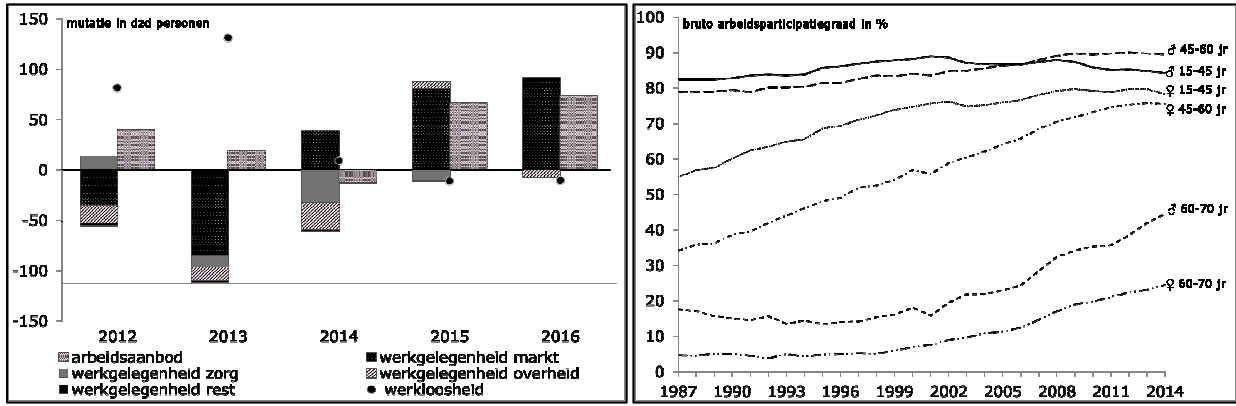 mutatie in dzd personen
150
100
50
0
-50
-100
-150
2012 2013 2014 2015 2016
arbeidsaanbod werkgelegenheid markt
werkgelegenheid zorg werkgelegenheid overheid
werkgelegenheid rest werkloosheid
bruto arbeidsparticipatiegraad in %
100
90
80
70
60
50
40
30
20
10
0
♂ 45-60 jr
♂ 15-45 jr
♀ 15-45 jr
♀ 45-60 jr
♂ 60-70 jr
♀ 60-70 jr
1987 1990 1993 1996 1999 2002 2005 2008 2011 2014